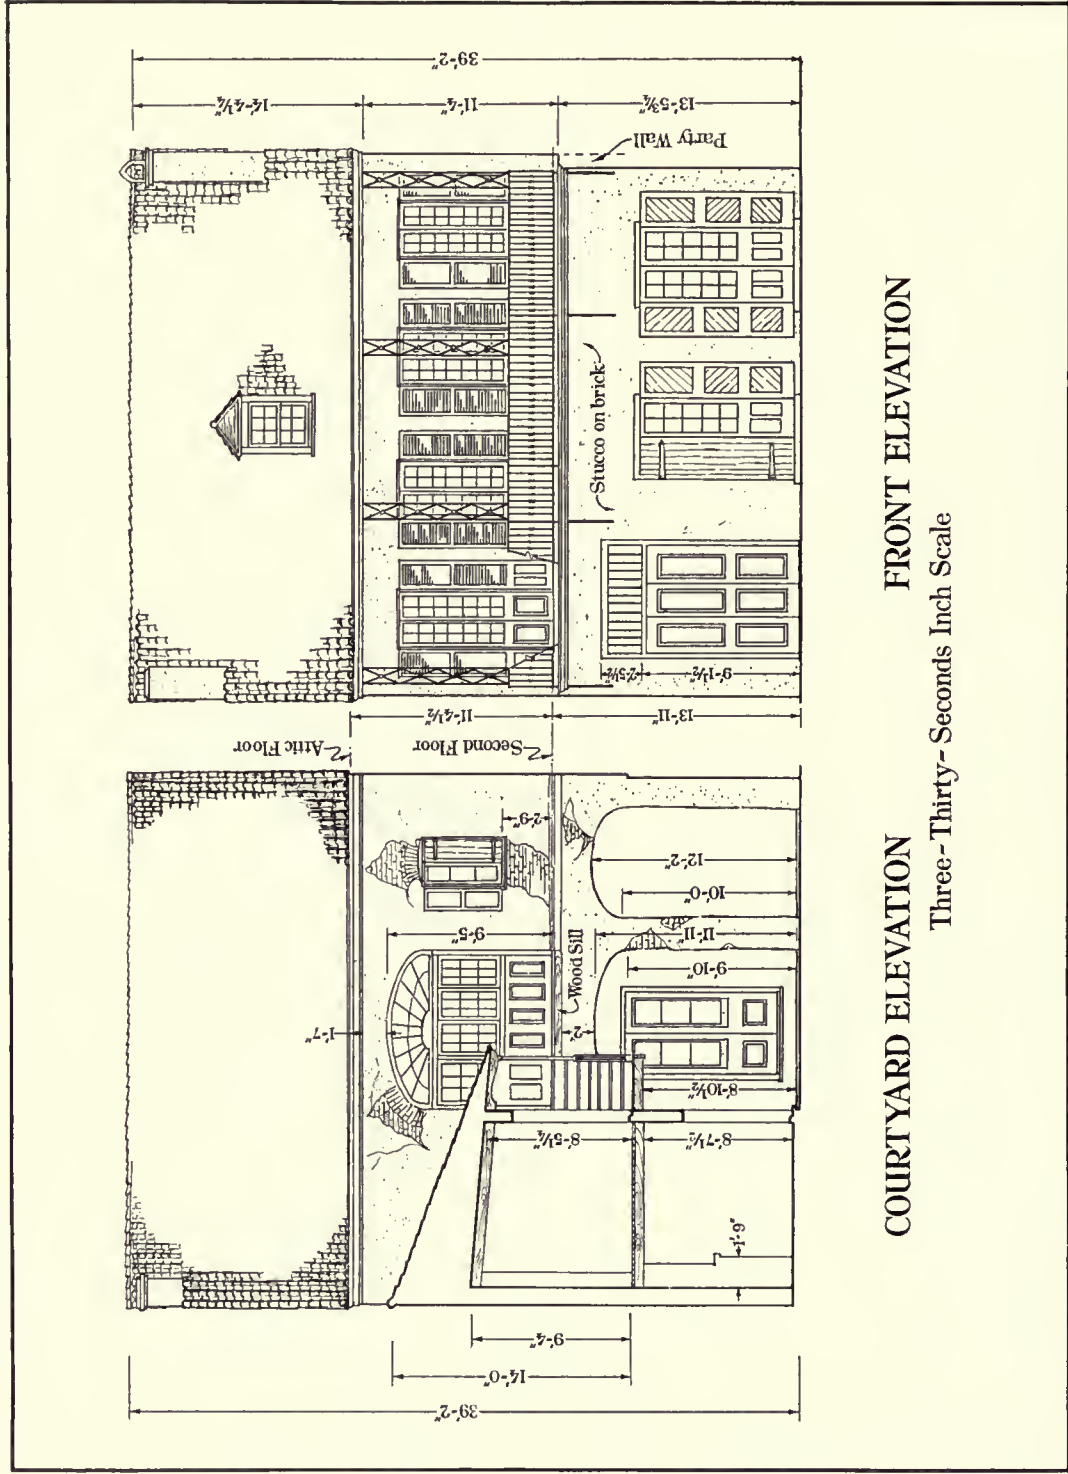 39'-2"
14'-4¼"
11'-4"
13'-5¾"
Party Wall
Stucco on brick
2'-5½"
9'-1½"
11'-4½"
13'-11"
Attic Floor
Second Floor
2'-9"
12'-2"
10'-0"
9'-5"
11'-11"
9'-10"
Wood Sill
2'
1'-7"
8'-10½"
8'-5¼"
8'-7½"
1'-9"
9'-4"
14'-0"
39'-2"
COURTYARD ELEVATION
FRONT ELEVATION
Three-Thirty-Seconds Inch Scale